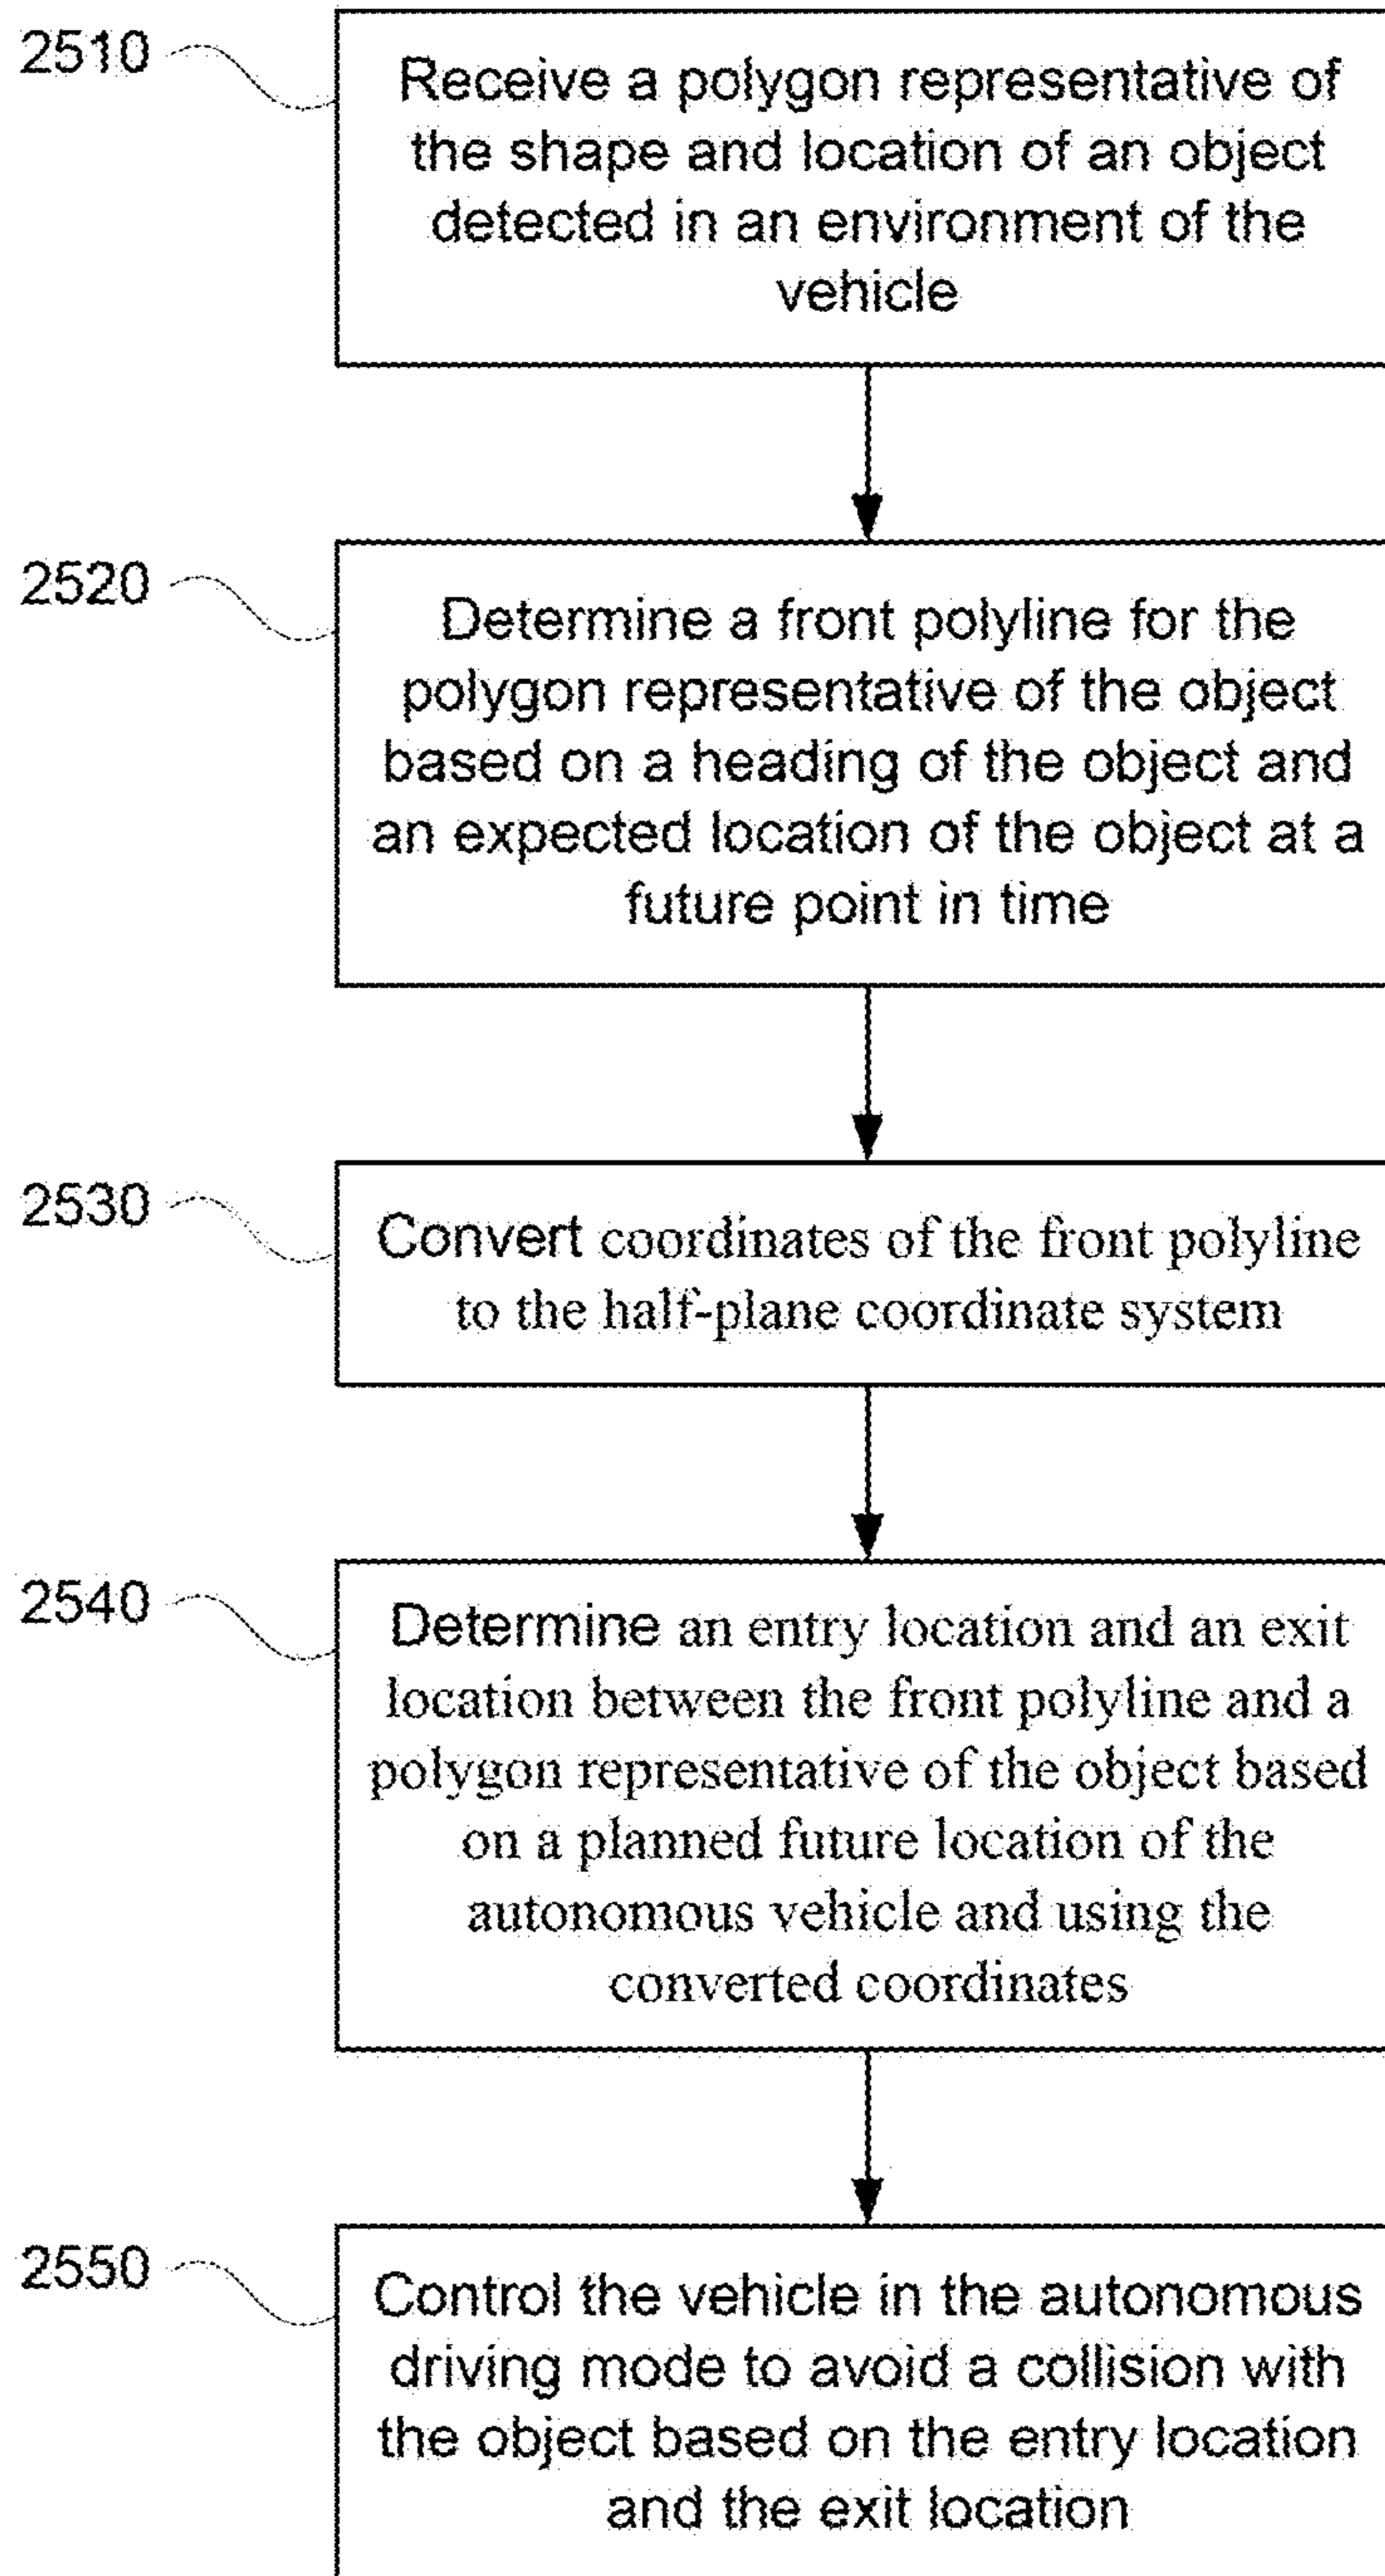 2510
Receive a polygon representative of
the shape and location of an object
detected in an environment of the
vehicle
2520
Determine a front polyline for the
polygon representative of the object
based on a heading of the object and
an expected location of the object at a
future point in time
2530
Convert coordinates of the front polyline
to the half-plane coordinate system
2540
Determine an entry location and an exit
location between the front polyline and a
polygon representative of the object based
on a planned future location of the
autonomous vehicle and using the
converted coordinates
2550
Control the vehicle in the autonomous
driving mode to avoid a collision with
the object based on the entry location
and the exit location